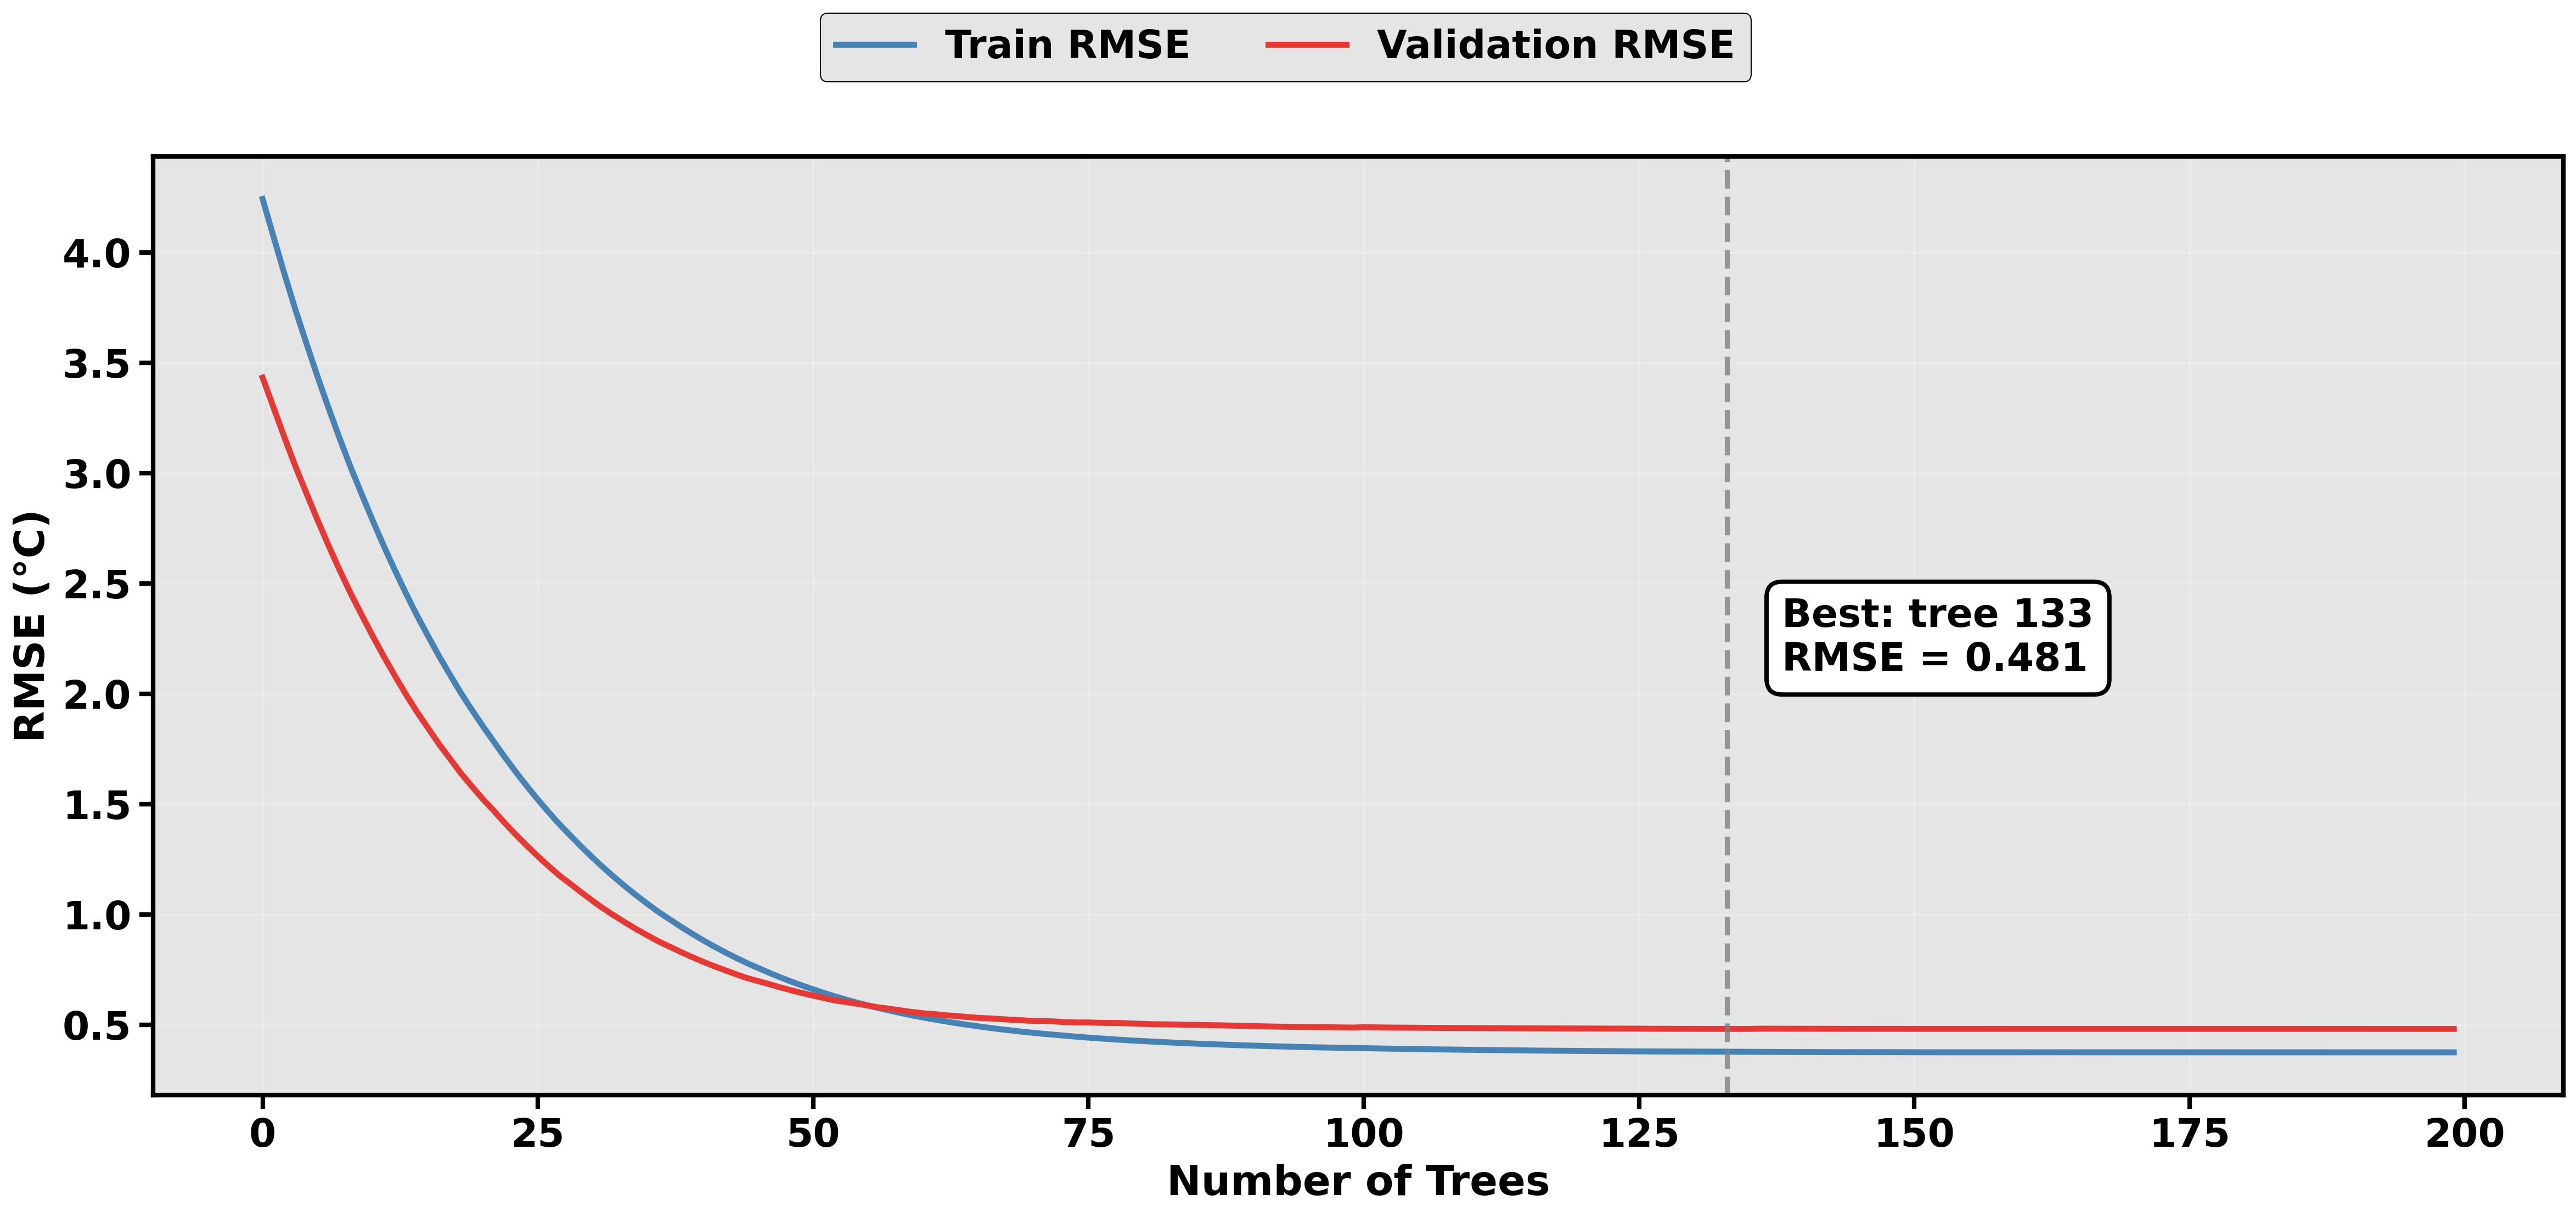 Train RMSE
Validation RMSE
RMSE (°C)
4.0
3.5
3.0
2.5
2.0
1.5
1.0
0.5
Best: tree 133
RMSE = 0.481
0
25
50
75
100
125
150
175
200
Number of Trees